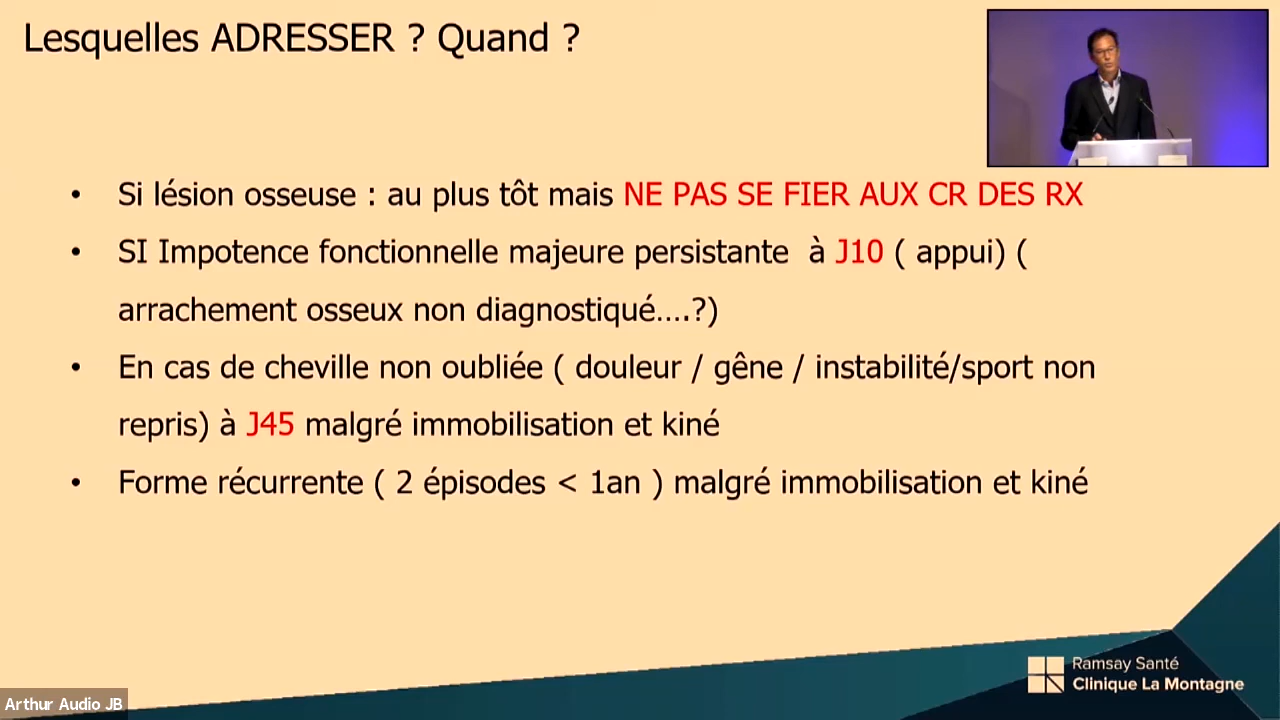 Lesquelles ADRESSER ? Quand ?
• Si lésion osseuse : au plus tôt mais NE PAS SE FIER AUX CR DES RX
• SI Impotence fonctionnelle majeure persistante à J10 ( appui) (
arrachement osseux non diagnostiqué….?)
• En cas de cheville non oubliée ( douleur / gêne / instabilité/sport non
repris) à J45 malgré immobilisation et kiné
• Forme récurrente ( 2 épisodes < 1an ) malgré immobilisation et kiné
Ramsay Santé
Clinique La Montagne
Arthur Audio JB